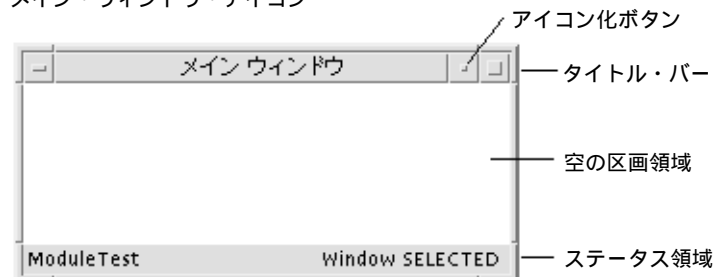 メイン・ウィンドウ・アイコン
アイコン化ボタン
メイン ウィンドウ
タイトル・バー
空の区画領域
ModuleTest
Window SELECTED
ステータス領域